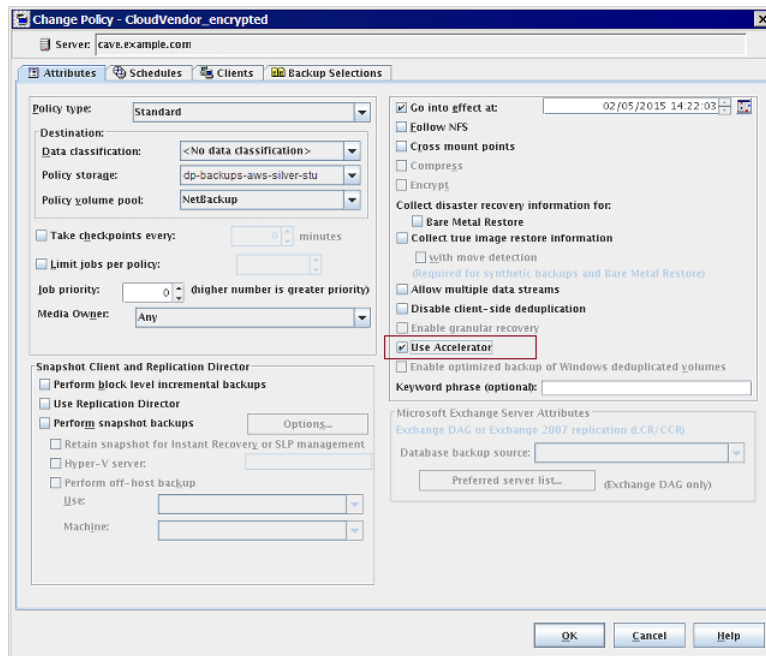 Change Policy - CloudVendor_encrypted
Server: cave.example.com
Attributes Schedules Clients Backup Selections
Policy type: Standard
Destination:
Data classification: <No data classification>
Policy storage: dp-backups-aws-silver-stu
Policy volume pool: NetBackup
Take checkpoints every: 0 minutes
Limit jobs per policy:
Job priority: 0 (higher number is greater priority)
Media Owner: Any
Snapshot Client and Replication Director
Perform block level incremental backups
Use Replication Director
Perform snapshot backups Options...
Retain snapshot for Instant Recovery or SLP management
Hyper-V server:
Perform off-host backup
Use:
Machine:
Go into effect at: 02/05/2015 14:22:03
Follow NFS
Cross mount points
Compress
Encrypt
Collect disaster recovery information for:
Bare Metal Restore
Collect true image restore information
with move detection
(Required for synthetic backups and Bare Metal Restore)
Allow multiple data streams
Disable client-side deduplication
Enable granular recovery
Use Accelerator
Enable optimized backup of Windows deduplicated volumes
Keyword phrase (optional):
Microsoft Exchange Server Attributes
Exchange DAG or Exchange 2007 replication (LCR/CCR)
Database backup source:
Preferred server list... (Exchange DAG only)
OK Cancel Help